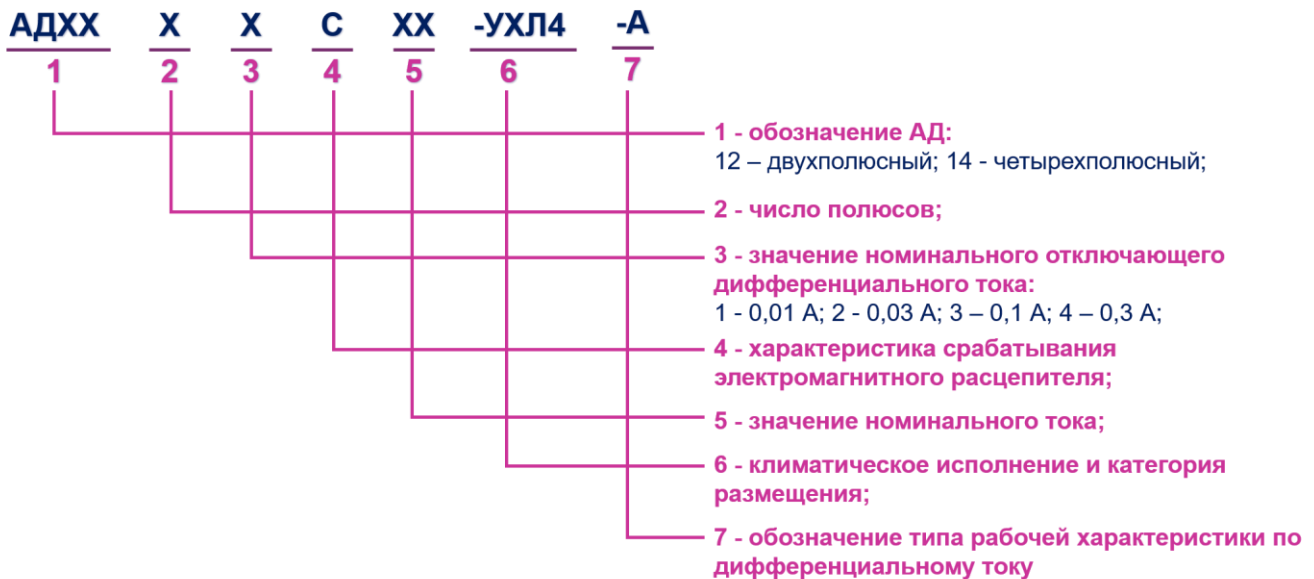 АДХХ Х Х С ХХ -УХЛ4 -А
1 2 3 4 5 6 7
1 - обозначение АД:
12 – двухполюсный; 14 - четырехполюсный;
2 - число полюсов;
3 - значение номинального отключающего
дифференциального тока:
1 - 0,01 А; 2 - 0,03 А; 3 – 0,1 А; 4 – 0,3 А;
4 - характеристика срабатывания
электромагнитного расцепителя;
5 - значение номинального тока;
6 - климатическое исполнение и категория
размещения;
7 - обозначение типа рабочей характеристики по
дифференциальному току